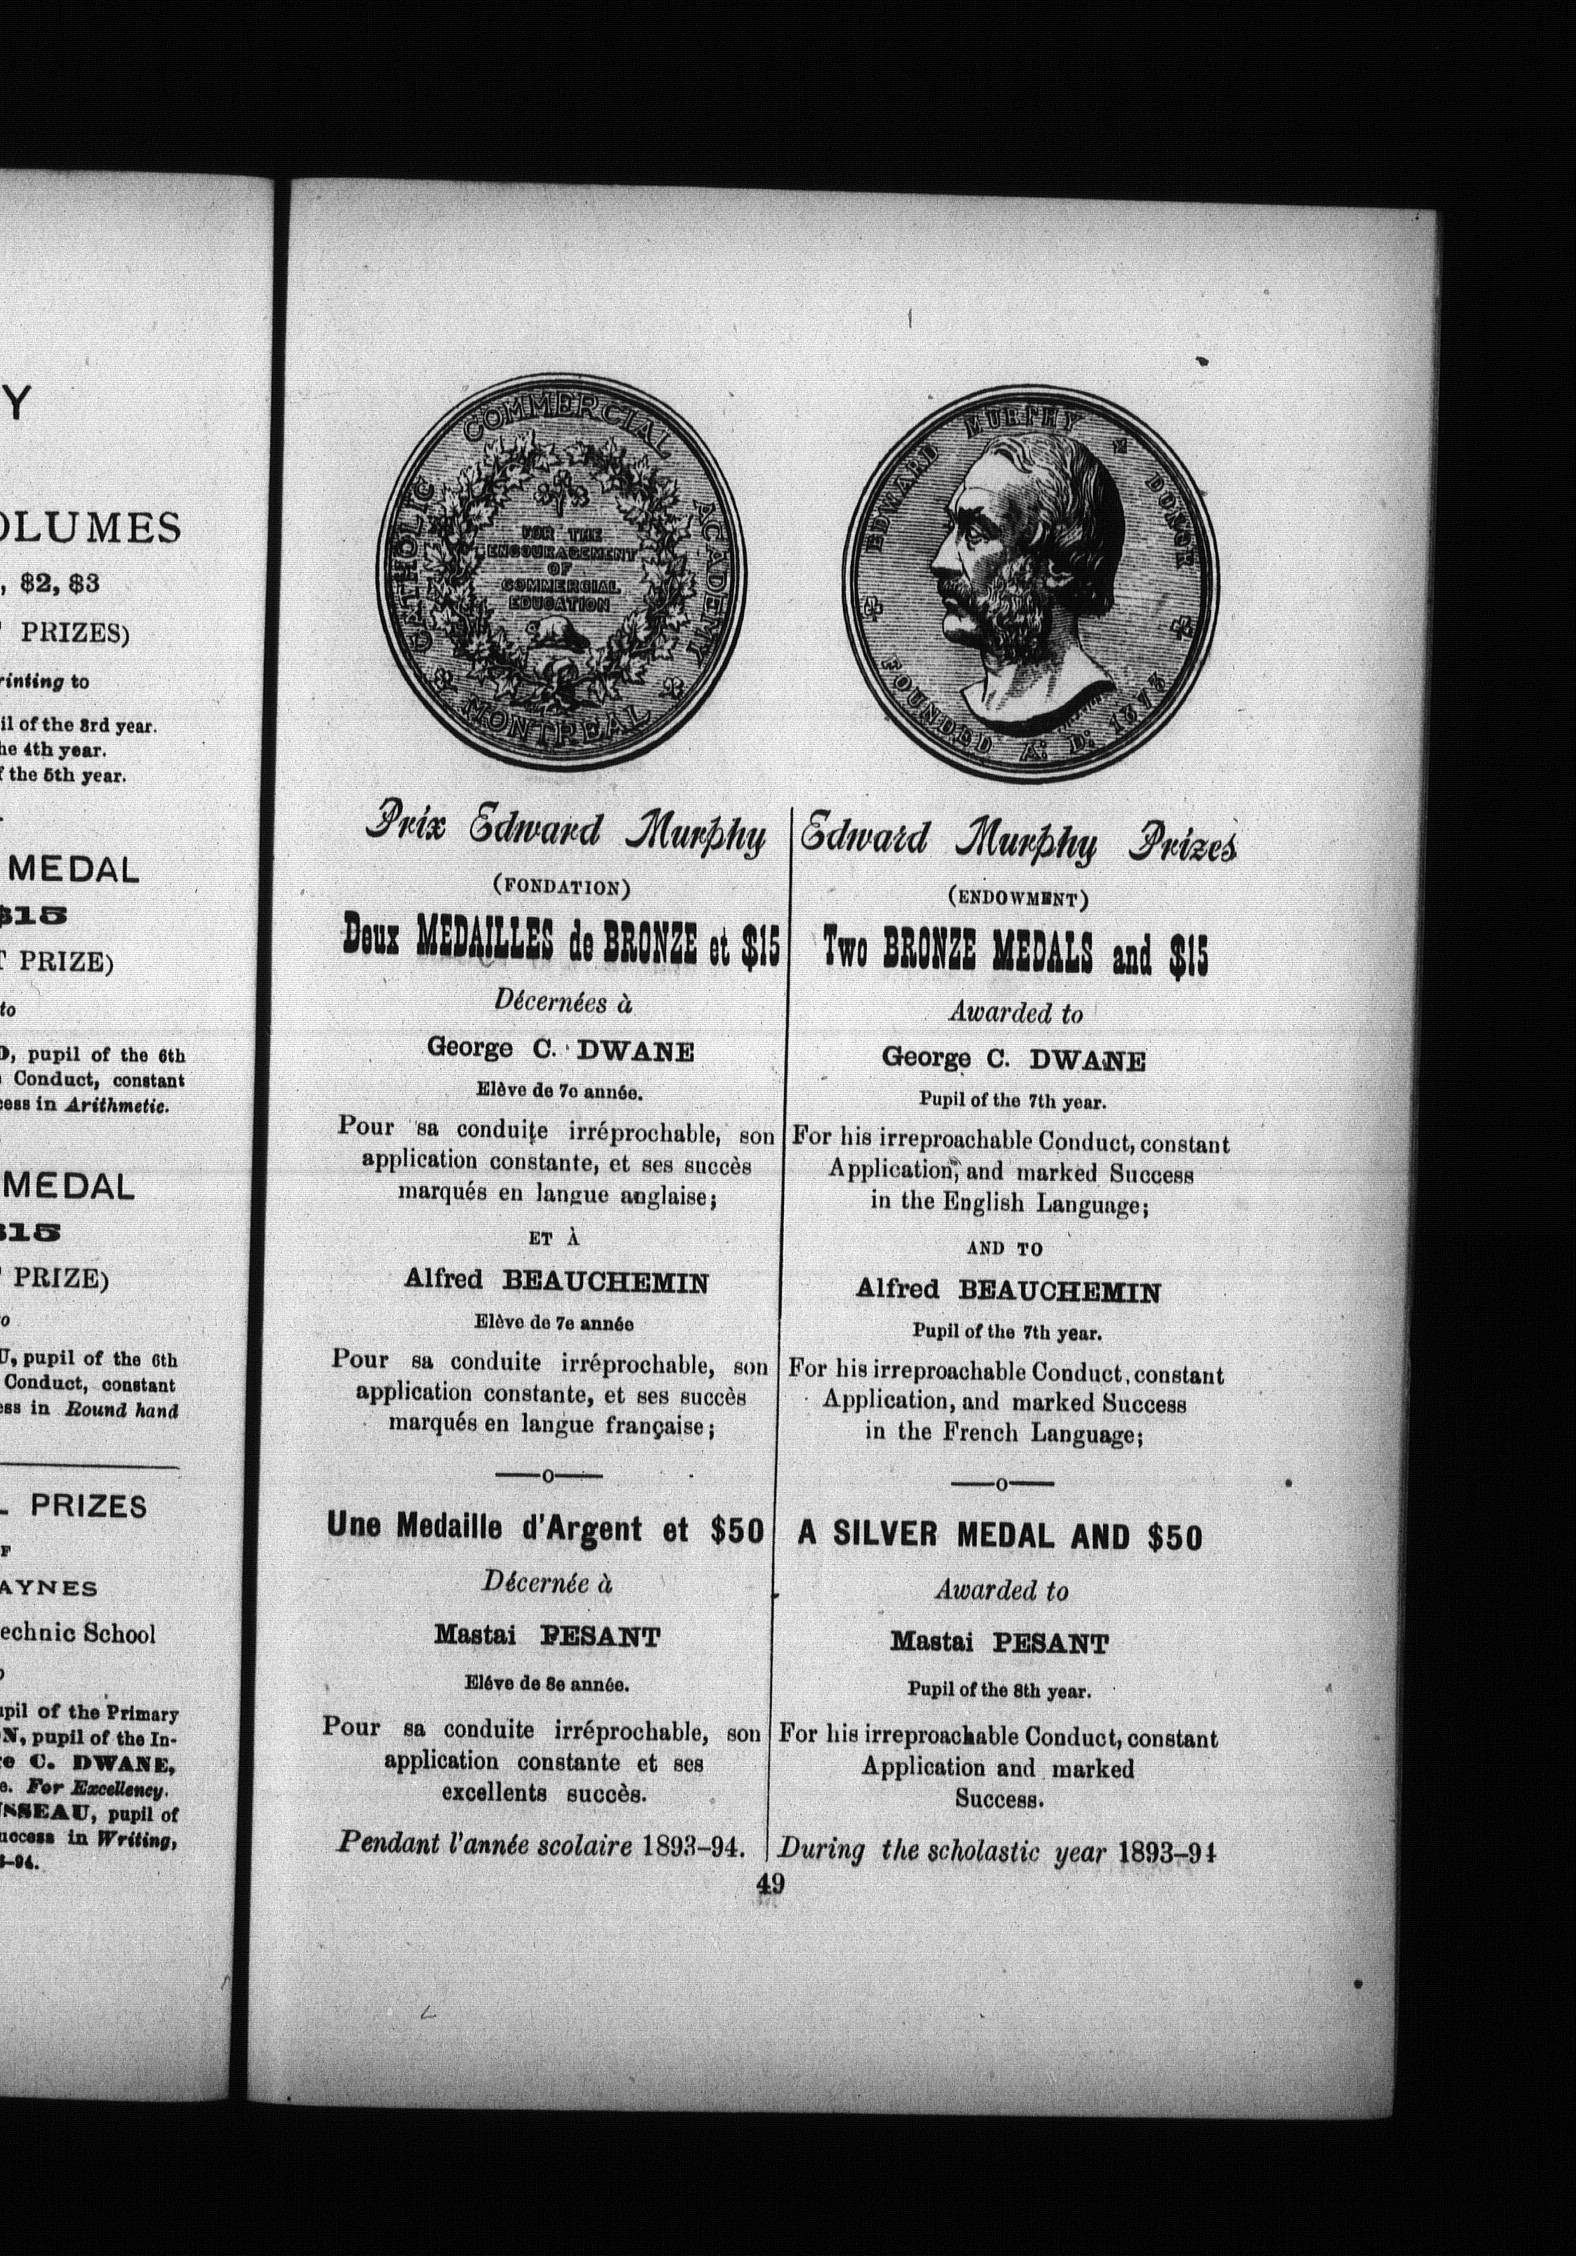 Y
OLUMES
, $2, $3
PRIZES)
rinting to
il of the 3rd year.
he 4th year.
f the 5th year.
MEDAL
$15
T PRIZE)
to
D, pupil of the 6th
Conduct, constant
cess in Arithmetic.
MEDAL
$15
PRIZE)
o
U, pupil of the 6th
Conduct, constant
ess in Round hand
L PRIZES
F
AYNES
echnic School
upil of the Primary
ON, pupil of the In-
ge C. DWANE,
e. For Excellency.
USSEAU, pupil of
uccess in Writing,
3-94.
COMMERCIAL
CATHOLIC
ACADEMY
MONTREAL
FOR THE
ENCOURAGEMENT
OF
COMMERCIAL
EDUCATION
EDWARD MURPHY DONOR
FOUNDED A: D: 1873
Prix Edward Murphy
(FONDATION)
Deux MEDAILLES de BRONZE et $15
Décernées à
George C. DWANE
Elève de 7e année.
Pour sa conduite irréprochable, son
application constante, et ses succès
marqués en langue anglaise;
ET À
Alfred BEAUCHEMIN
Elève de 7e année
Pour sa conduite irréprochable, son
application constante, et ses succès
marqués en langue française;
—o—
Une Medaille d'Argent et $50
Décernée à
Mastai PESANT
Eléve de 8e année.
Pour sa conduite irréprochable, son
application constante et ses
excellents succès.
Pendant l'année scolaire 1893-94.
Edward Murphy Prizes
(ENDOWMENT)
Two BRONZE MEDALS and $15
Awarded to
George C. DWANE
Pupil of the 7th year.
For his irreproachable Conduct, constant
Application, and marked Success
in the English Language;
AND TO
Alfred BEAUCHEMIN
Pupil of the 7th year.
For his irreproachable Conduct, constant
Application, and marked Success
in the French Language;
—o—
A SILVER MEDAL AND $50
Awarded to
Mastai PESANT
Pupil of the 8th year.
For his irreproachable Conduct, constant
Application and marked
Success.
During the scholastic year 1893-94
49